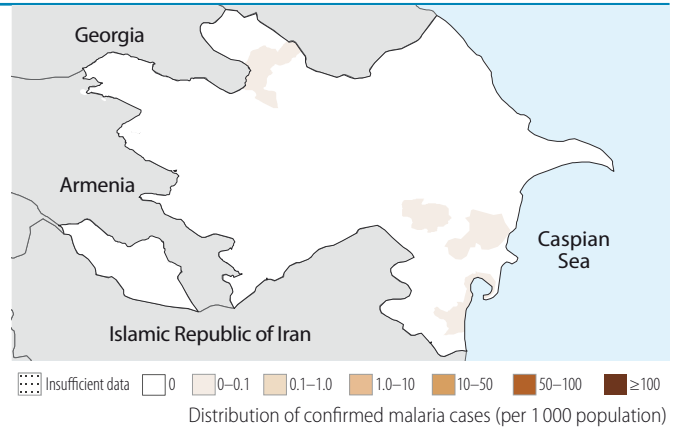 Georgia
Armenia
Caspian
Sea
Islamic Republic of Iran
Insufficient data 0 0–0.1 0.1–1.0 1.0–10 10–50 50–100 ≥100
Distribution of confirmed malaria cases (per 1 000 population)